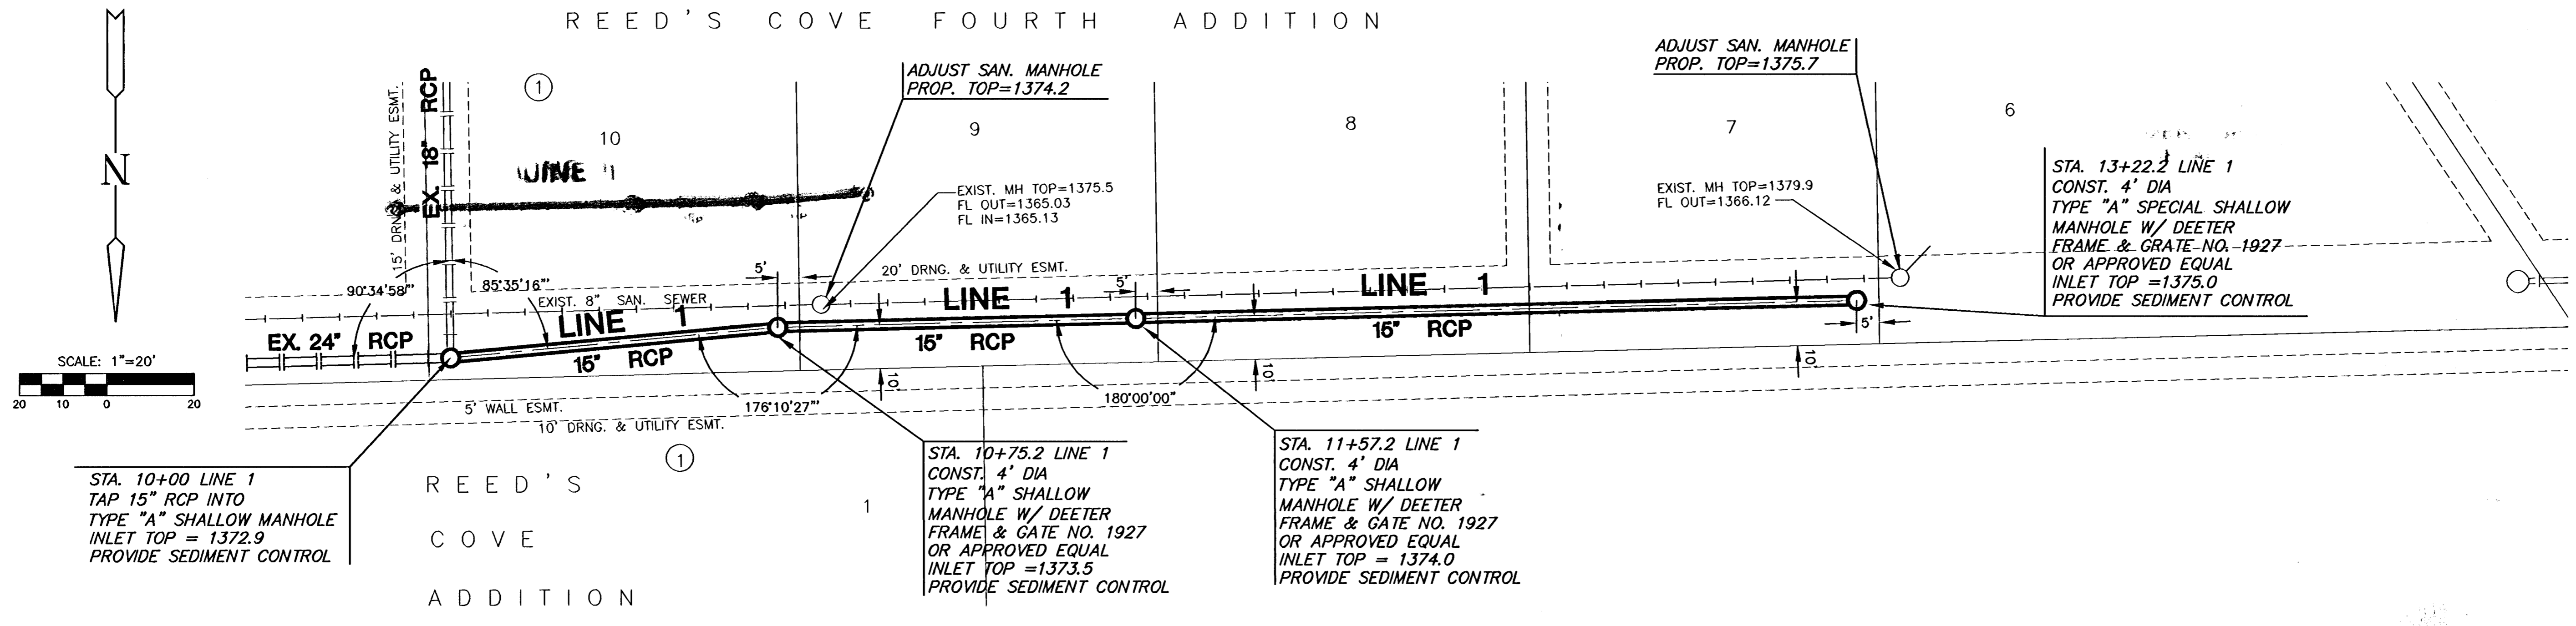 REED'S COVE FOURTH ADDITION
ADJUST SAN. MANHOLE
PROP. TOP=1374.2
ADJUST SAN. MANHOLE
PROP. TOP=1375.7
N
SCALE: 1"=20'
20 10 0 20
15' DRNG. & UTILITY ESMT.
EX. 18" RCP
1
10
9
8
7
6
LINE 1
EXIST. MH TOP=1375.5
FL OUT=1365.03
FL IN=1365.13
EXIST. MH TOP=1379.9
FL OUT=1366.12
STA. 13+22.2 LINE 1
CONST. 4' DIA
TYPE "A" SPECIAL SHALLOW
MANHOLE W/ DEETER
FRAME & GRATE NO. 1927
OR APPROVED EQUAL
INLET TOP =1375.0
PROVIDE SEDIMENT CONTROL
90°34'58"
85°35'16"
5'
20' DRNG. & UTILITY ESMT.
5'
EXIST. 8" SAN. SEWER
LINE 1
LINE 1
LINE 1
EX. 24" RCP
15" RCP
15" RCP
15" RCP
5'
10'
10'
10'
5' WALL ESMT.
176°10'27"
180°00'00"
10' DRNG. & UTILITY ESMT.
STA. 10+00 LINE 1
TAP 15" RCP INTO
TYPE "A" SHALLOW MANHOLE
INLET TOP = 1372.9
PROVIDE SEDIMENT CONTROL
1
REED'S
COVE
ADDITION
1
STA. 10+75.2 LINE 1
CONST. 4' DIA
TYPE "A" SHALLOW
MANHOLE W/ DEETER
FRAME & GATE NO. 1927
OR APPROVED EQUAL
INLET TOP =1373.5
PROVIDE SEDIMENT CONTROL
STA. 11+57.2 LINE 1
CONST. 4' DIA
TYPE "A" SHALLOW
MANHOLE W/ DEETER
FRAME & GATE NO. 1927
OR APPROVED EQUAL
INLET TOP = 1374.0
PROVIDE SEDIMENT CONTROL